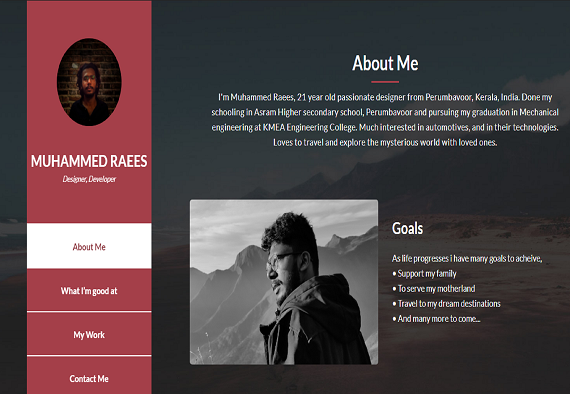 MUHAMMED RAEES
Designer, Developer
About Me
What I'm good at
My Work
Contact Me
About Me
I'm Muhammed Raees, 21 year old passionate designer from Perumbavoor, Kerala, India. Done my
schooling in Asram Higher secondary school, Perumbavoor and pursuing my graduation in Mechanical
engineering at KMEA Engineering College. Much interested in automotives, and in their technologies.
Loves to travel and explore the mysterious world with loved ones.
Goals
As life progresses i have many goals to acheive,
• Support my family
• To serve my motherland
• Travel to my dream destinations
• And many more to come...